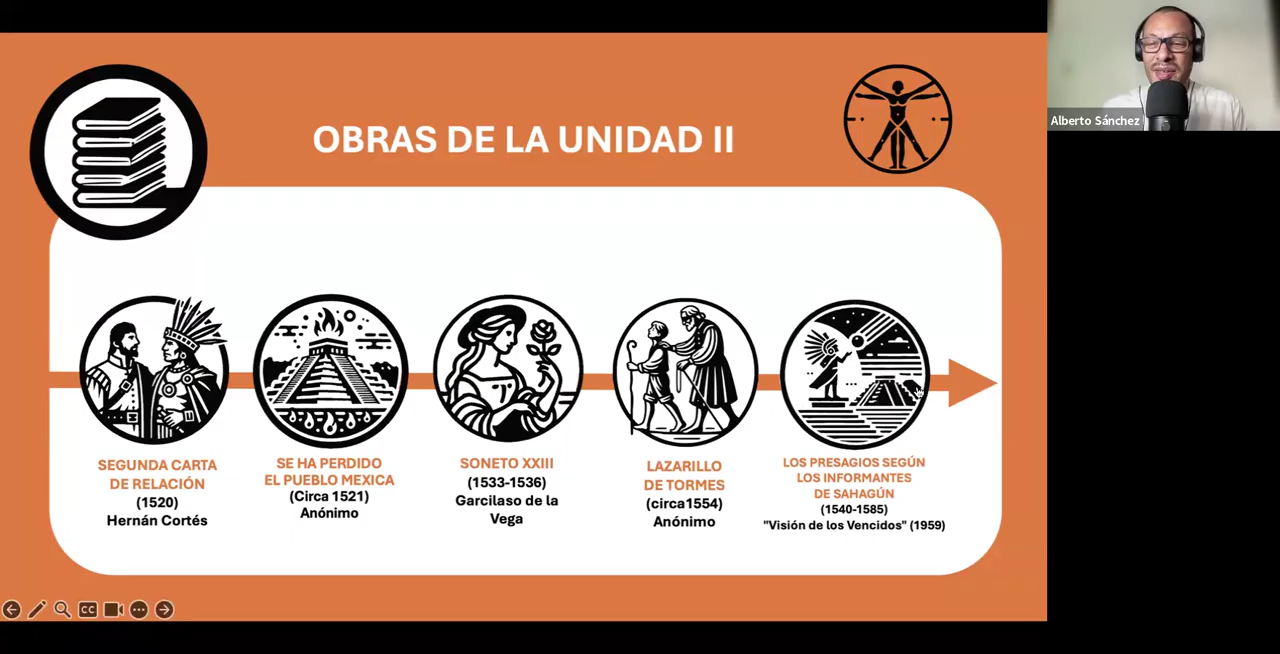 OBRAS DE LA UNIDAD II
SEGUNDA CARTA
DE RELACIÓN
(1520)
Hernán Cortés
SE HA PERDIDO
EL PUEBLO MEXICA
(Circa 1521)
Anónimo
SONETO XXIII
(1533-1536)
Garcilaso de la
Vega
LAZARILLO
DE TORMES
(circa1554)
Anónimo
LOS PRESAGIOS SEGÚN
LOS INFORMANTES
DE SAHAGÚN
(1540-1585)
"Visión de los Vencidos" (1959)
Alberto Sánchez
CC